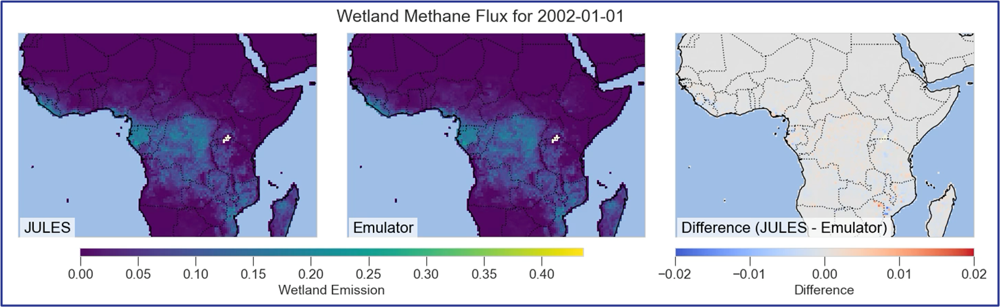 Wetland Methane Flux for 2002-01-01
JULES
Emulator
Difference (JULES - Emulator)
0.00 0.05 0.10 0.15 0.20 0.25 0.30 0.35 0.40
Wetland Emission
−0.02 −0.01 0.00 0.01 0.02
Difference